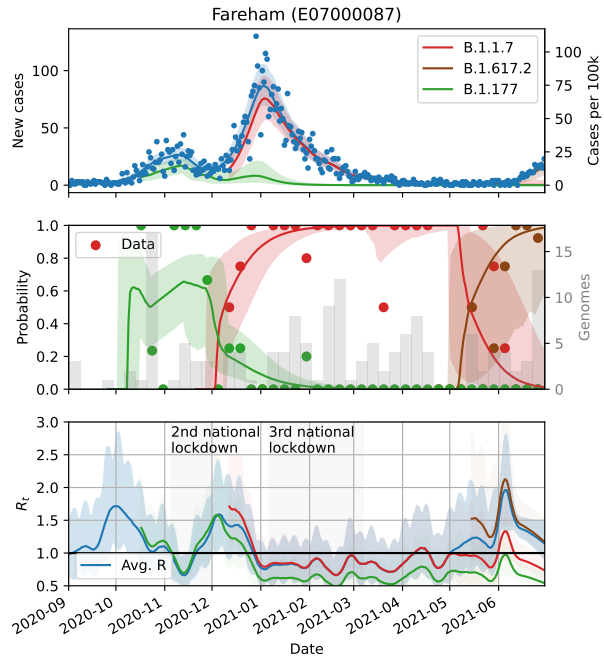 Fareham (E07000087)
B.1.1.7
B.1.617.2
B.1.177
New cases
100
50
0
Cases per 100k
100
75
50
25
0
Probability
1.0
0.8
0.6
0.4
0.2
0.0
Data
Genomes
15
10
5
0
R_t
3.0
2.5
2.0
1.5
1.0
0.5
2nd national
lockdown
3rd national
lockdown
Avg. R
2020-09
2020-10
2020-11
2020-12
2021-01
2021-02
2021-03
2021-04
2021-05
2021-06
Date